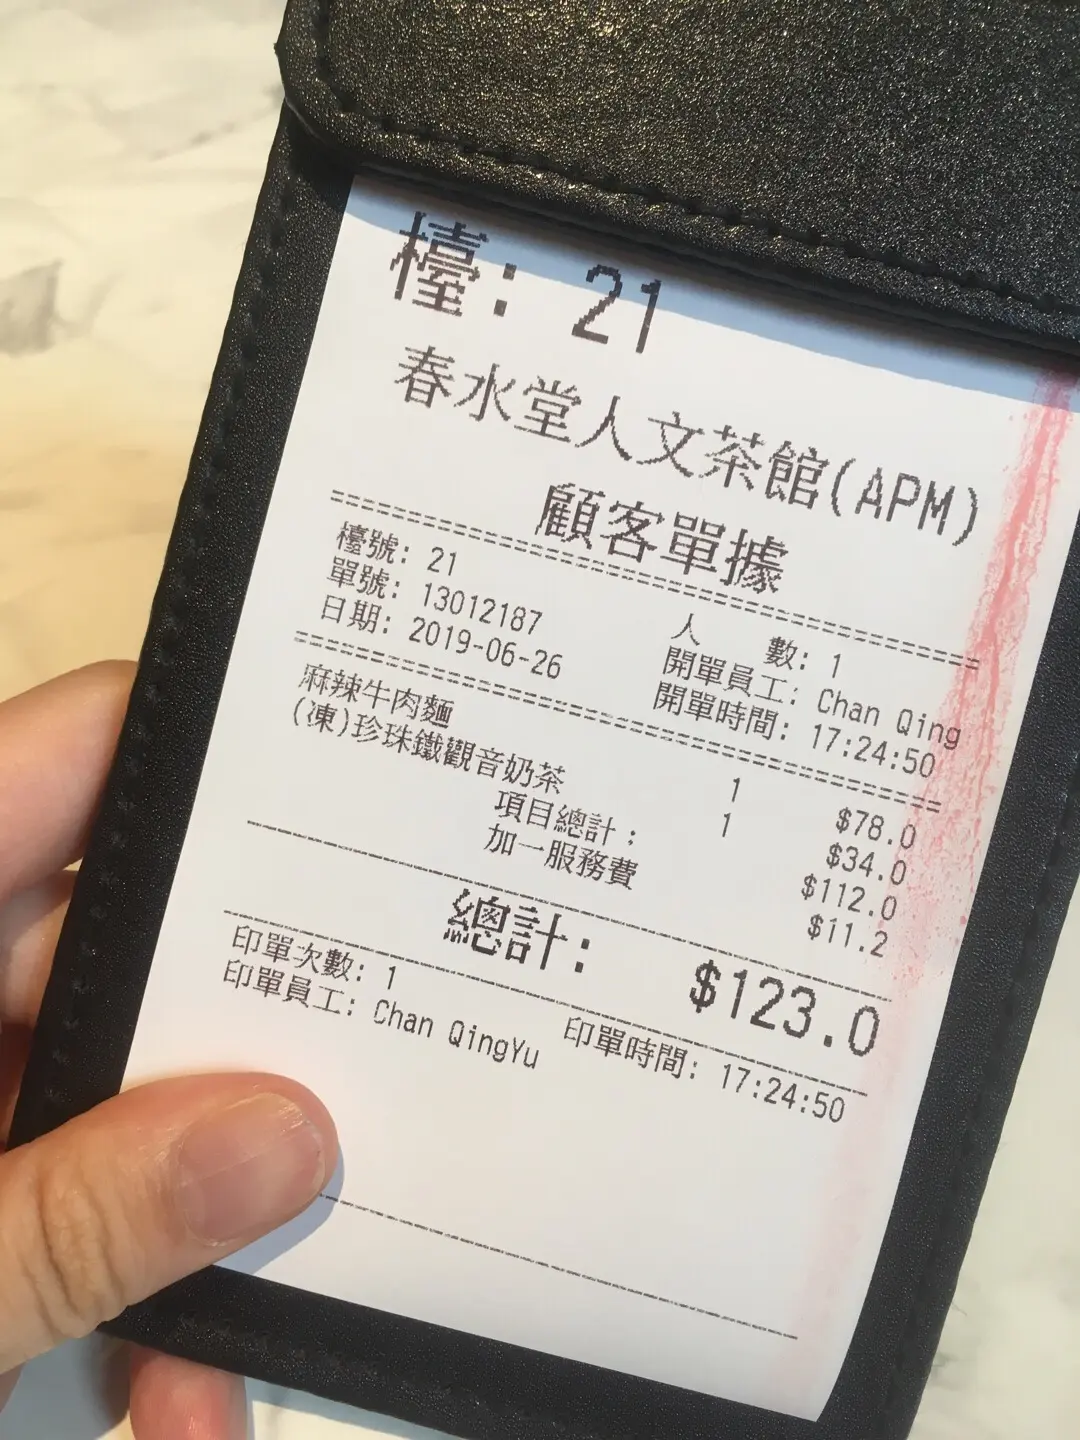 檯: 21
春水堂人文茶館(APM)
顧客單據
檯號: 21 人 數: 1
單號: 13012187 開單員工: Chan Qing
日期: 2019-06-26 開單時間: 17:24:50
麻辣牛肉麵 1 $78.0
(凍)珍珠鐵觀音奶茶 1 $34.0
項目總計; $112.0
加一服務費 $11.2
總計: $123.0
印單次數: 1 印單時間: 17:24:50
印單員工: Chan QingYu